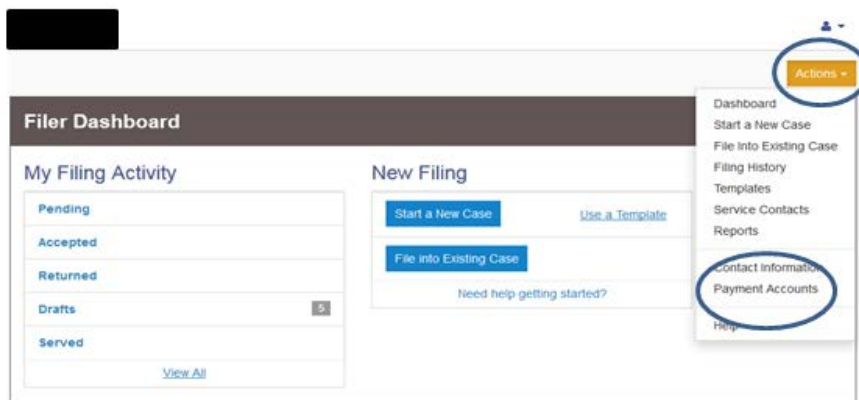 Actions
Filer Dashboard
My Filing Activity
Pending
Accepted
Returned
Drafts 5
Served
View All
New Filing
Start a New Case Use a Template
File into Existing Case
Need help getting started?
Dashboard
Start a New Case
File Into Existing Case
Filing History
Templates
Service Contacts
Reports
Contact Information
Payment Accounts
Help